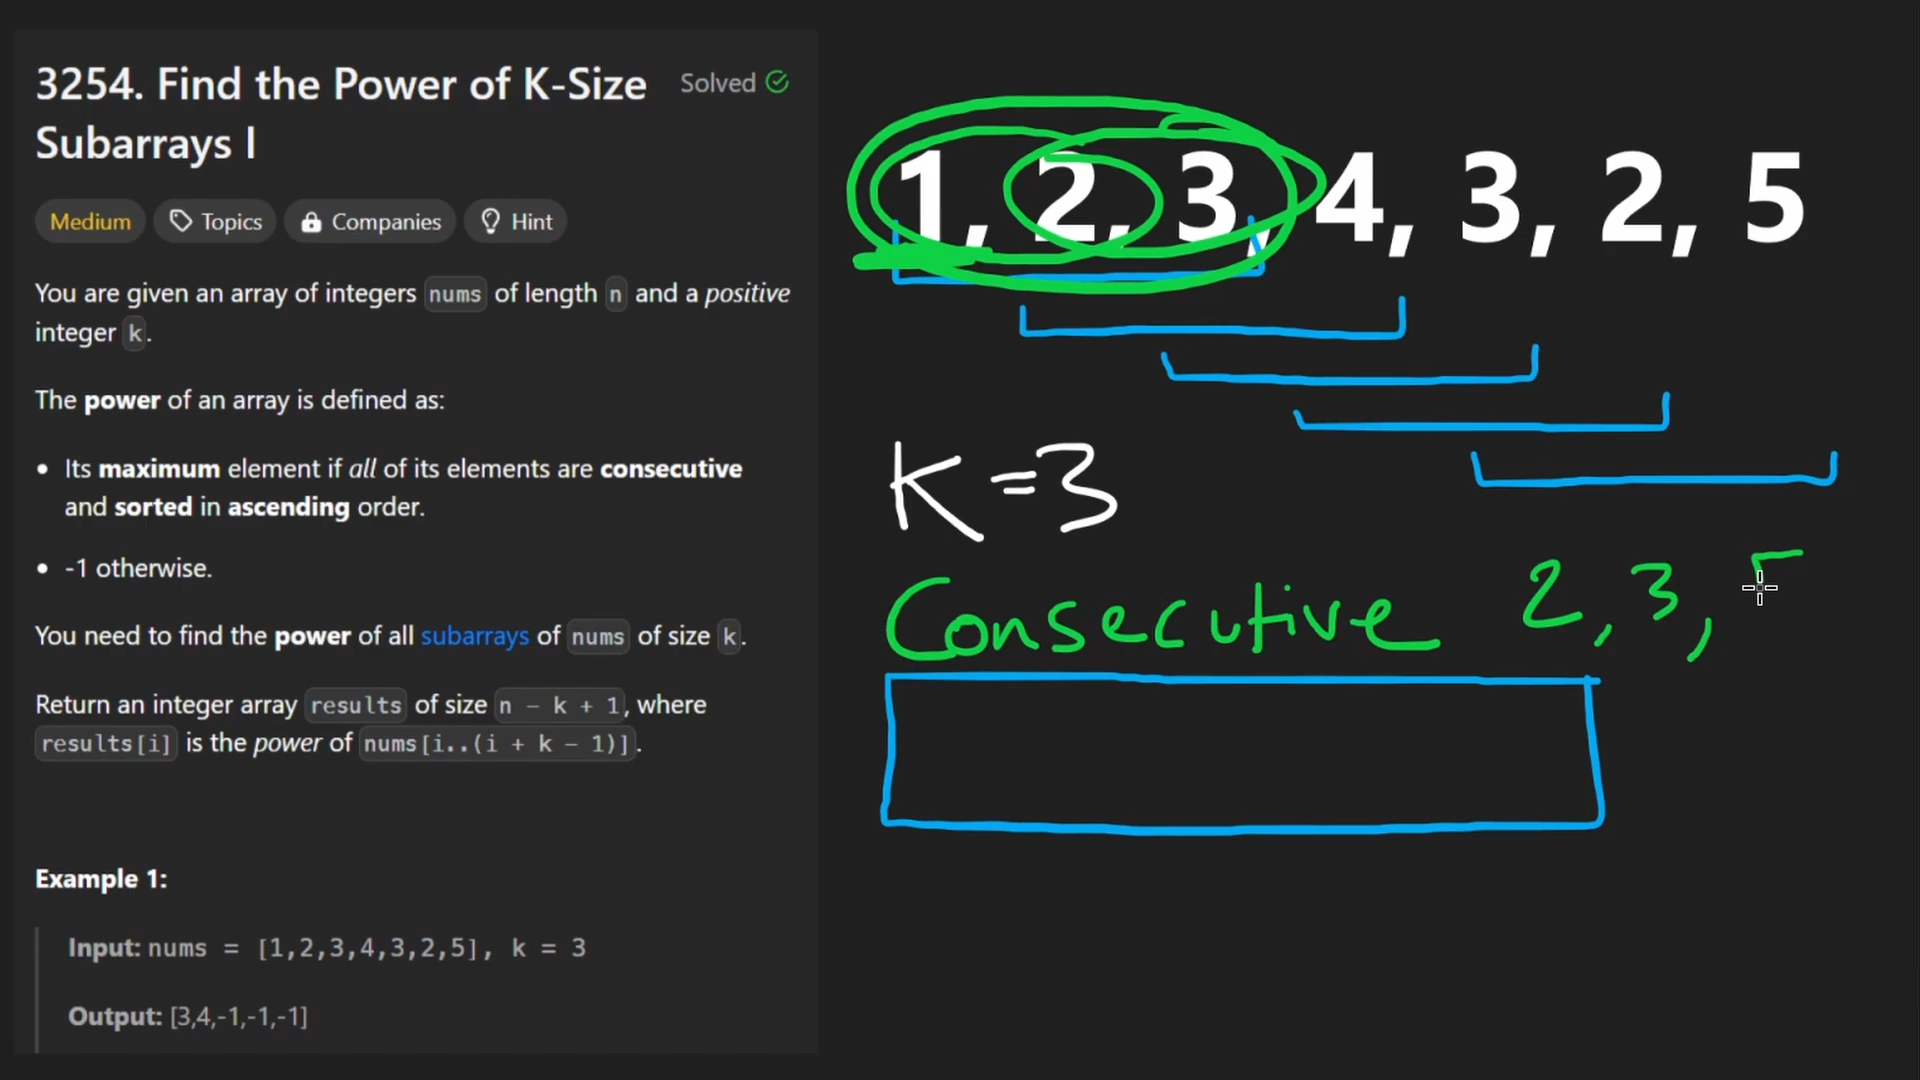 3254. Find the Power of K-Size
Subarrays I
Solved
Medium Topics Companies Hint
You are given an array of integers nums of length n and a positive
integer k.
The power of an array is defined as:
• Its maximum element if all of its elements are consecutive
and sorted in ascending order.
• -1 otherwise.
You need to find the power of all subarrays of nums of size k.
Return an integer array results of size n - k + 1, where
results[i] is the power of nums[i..(i + k - 1)].
Example 1:
Input: nums = [1,2,3,4,3,2,5], k = 3
Output: [3,4,-1,-1,-1]
1, 2, 3, 4, 3, 2, 5
K = 3
Consecutive 2, 3,